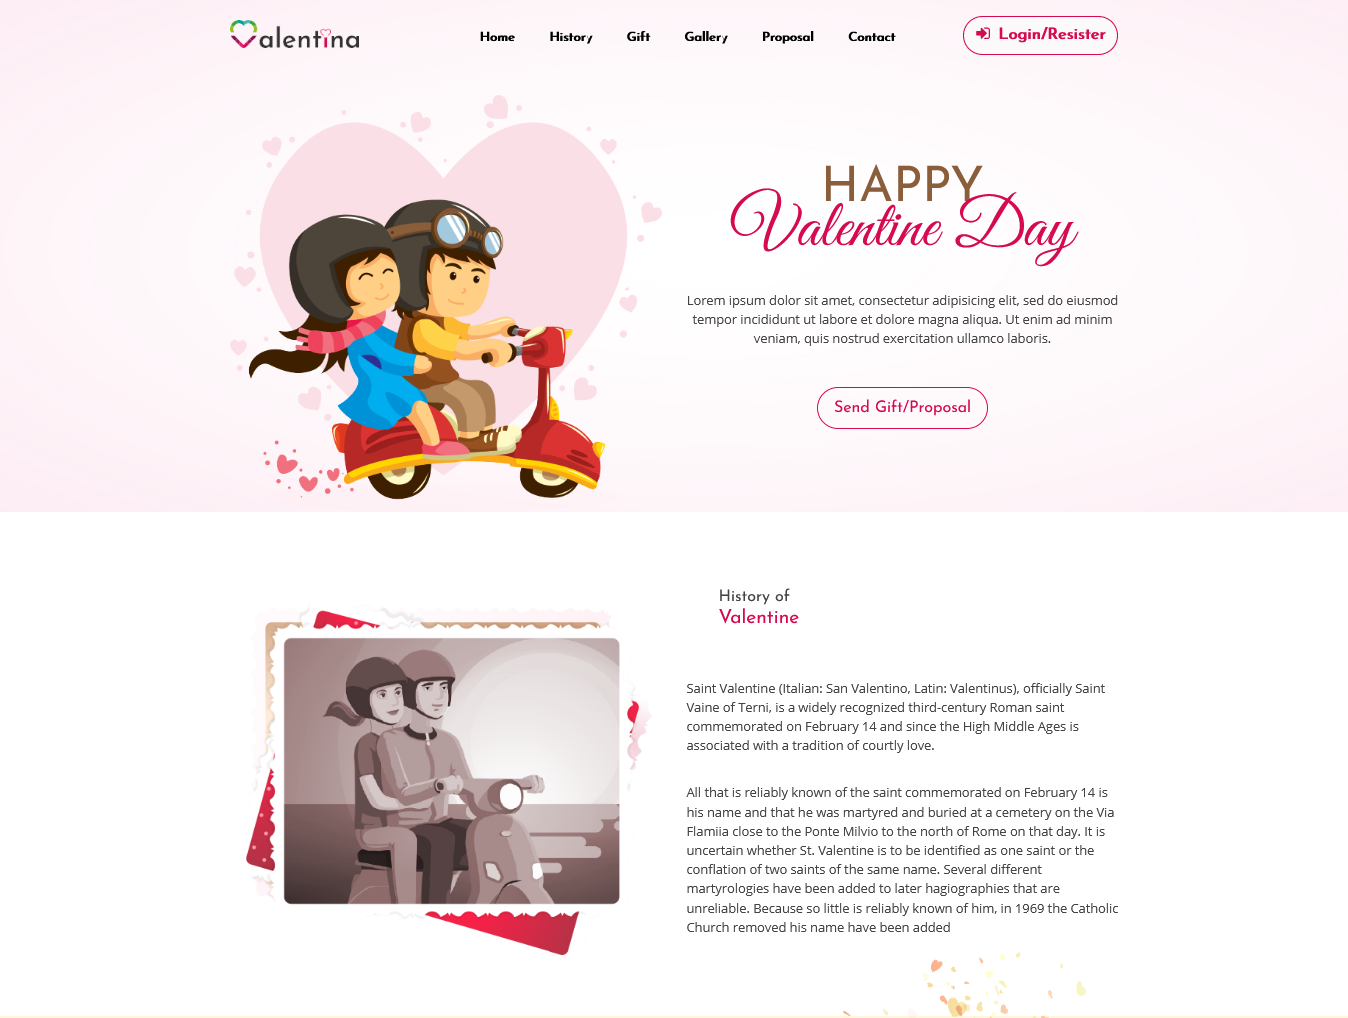 Valentina
Home History Gift Gallery Proposal Contact
Login/Resister
HAPPY
Valentine Day
Lorem ipsum dolor sit amet, consectetur adipisicing elit, sed do eiusmod
tempor incididunt ut labore et dolore magna aliqua. Ut enim ad minim
veniam, quis nostrud exercitation ullamco laboris.
Send Gift/Proposal
History of
Valentine
Saint Valentine (Italian: San Valentino, Latin: Valentinus), officially Saint
Vaine of Terni, is a widely recognized third-century Roman saint
commemorated on February 14 and since the High Middle Ages is
associated with a tradition of courtly love.
All that is reliably known of the saint commemorated on February 14 is
his name and that he was martyred and buried at a cemetery on the Via
Flamiia close to the Ponte Milvio to the north of Rome on that day. It is
uncertain whether St. Valentine is to be identified as one saint or the
conflation of two saints of the same name. Several different
martyrologies have been added to later hagiographies that are
unreliable. Because so little is reliably known of him, in 1969 the Catholic
Church removed his name have been added